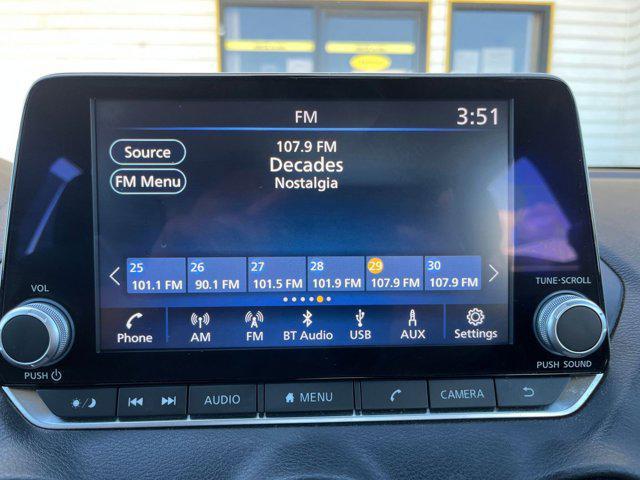 FM
3:51
107.9 FM
Decades
Nostalgia
Source
FM Menu
25 26 27 28 29 30
101.1 FM 90.1 FM 101.5 FM 101.9 FM 107.9 FM 107.9 FM
Phone AM FM BT Audio USB AUX Settings
VOL
TUNE·SCROLL
PUSH
PUSH SOUND
AUDIO MENU CAMERA